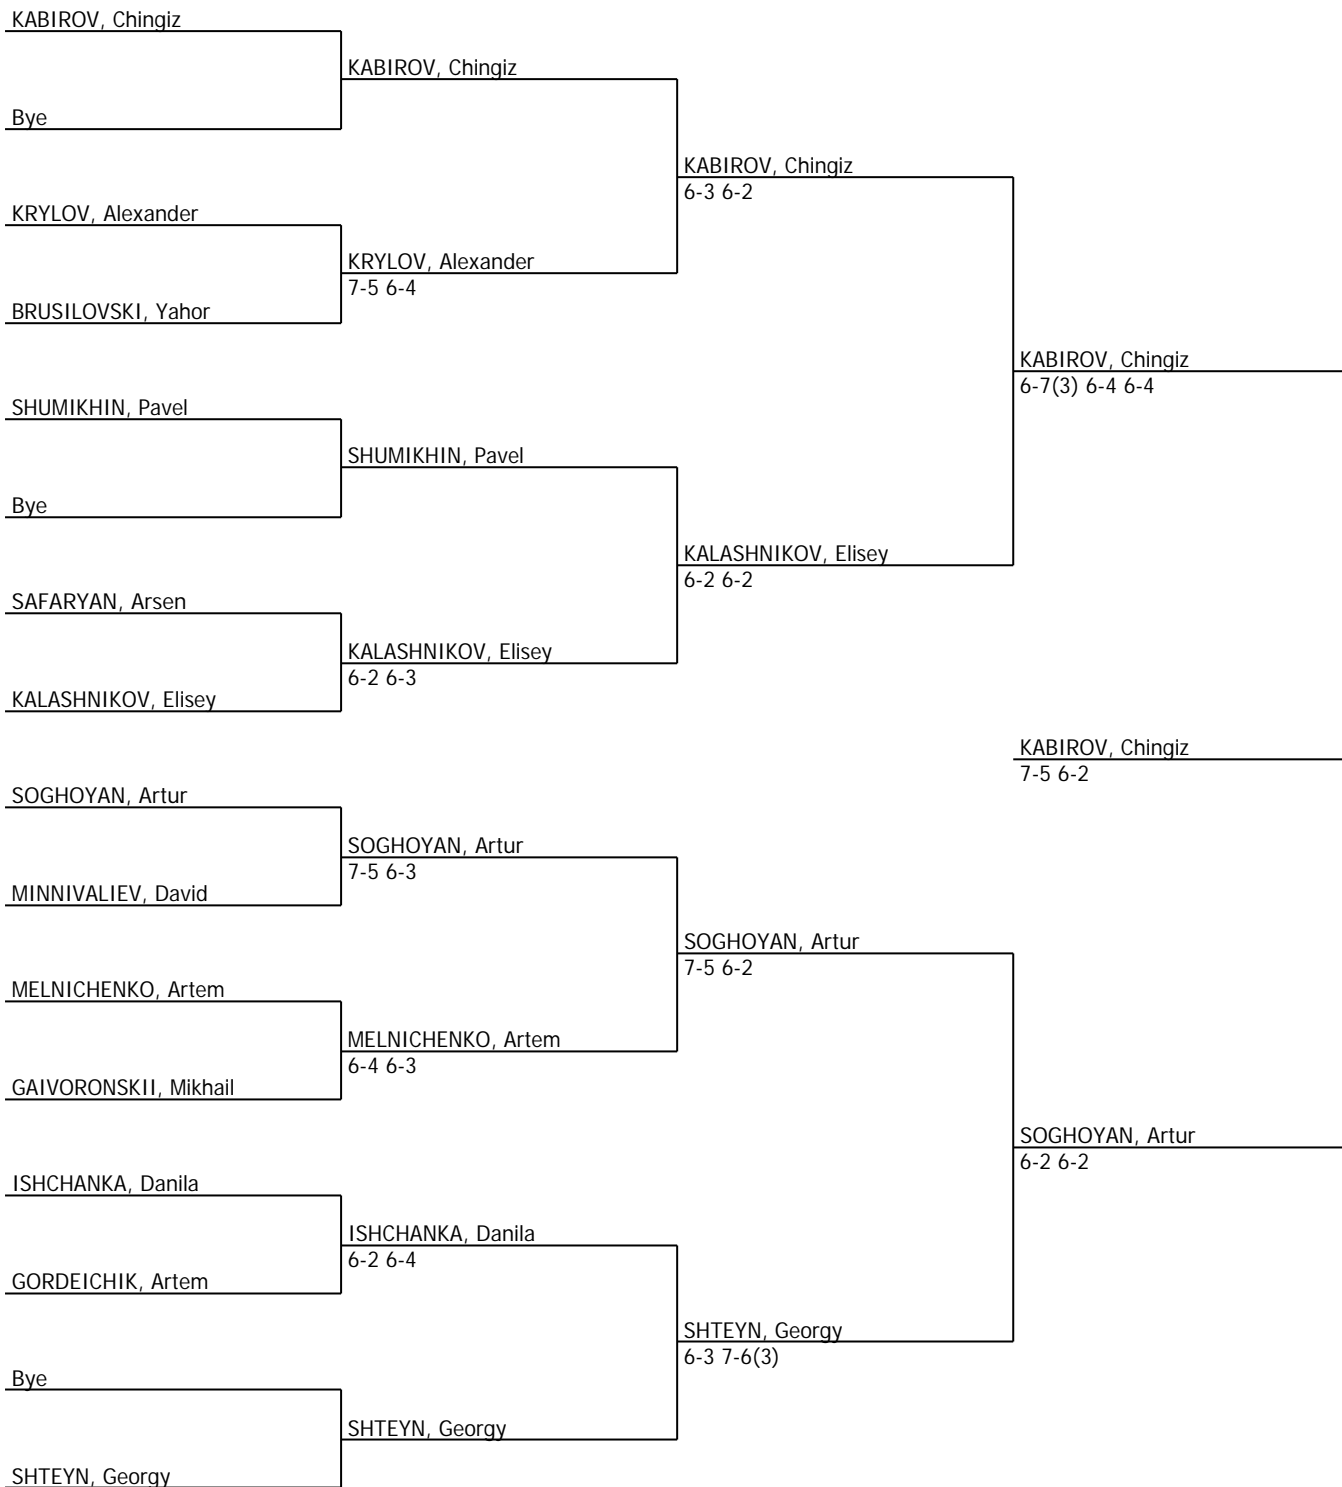 KABIROV, Chingiz
KABIROV, Chingiz
Bye
KABIROV, Chingiz
6-3 6-2
KRYLOV, Alexander
KRYLOV, Alexander
7-5 6-4
BRUSILOVSKI, Yahor
KABIROV, Chingiz
6-7(3) 6-4 6-4
SHUMIKHIN, Pavel
SHUMIKHIN, Pavel
Bye
KALASHNIKOV, Elisey
6-2 6-2
SAFARYAN, Arsen
KALASHNIKOV, Elisey
6-2 6-3
KALASHNIKOV, Elisey
KABIROV, Chingiz
7-5 6-2
SOGHOYAN, Artur
SOGHOYAN, Artur
7-5 6-3
MINNIVALIEV, David
SOGHOYAN, Artur
7-5 6-2
MELNICHENKO, Artem
MELNICHENKO, Artem
6-4 6-3
GAIVORONSKII, Mikhail
SOGHOYAN, Artur
6-2 6-2
ISHCHANKA, Danila
ISHCHANKA, Danila
6-2 6-4
GORDEICHIK, Artem
SHTEYN, Georgy
6-3 7-6(3)
Bye
SHTEYN, Georgy
SHTEYN, Georgy